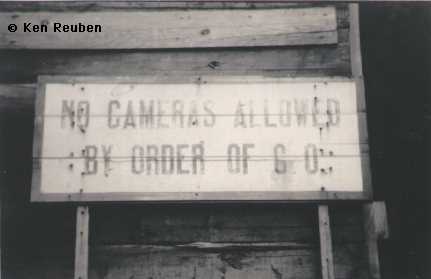 © Ken Reuben
NO CAMERAS ALLOWED
BY ORDER OF G.O.